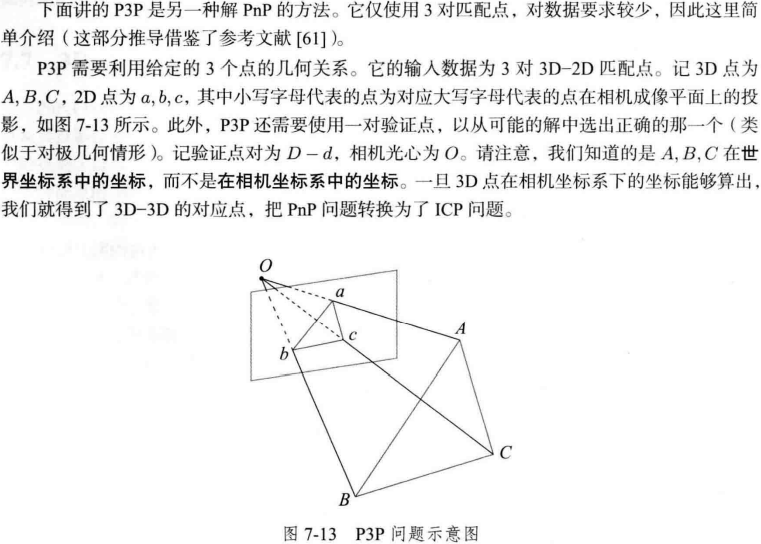 下面讲的 P3P 是另一种解 PnP 的方法。它仅使用 3 对匹配点，对数据要求较少，因此这里简
单介绍（这部分推导借鉴了参考文献 [61]）。
P3P 需要利用给定的 3 个点的几何关系。它的输入数据为 3 对 3D-2D 匹配点。记 3D 点为
A, B, C，2D 点为 a, b, c，其中小写字母代表的点为对应大写字母代表的点在相机成像平面上的投
影，如图 7-13 所示。此外，P3P 还需要使用一对验证点，以从可能的解中选出正确的那一个（类
似于对极几何情形）。记验证点对为 D − d，相机光心为 O。请注意，我们知道的是 A, B, C 在世
界坐标系中的坐标，而不是在相机坐标系中的坐标。一旦 3D 点在相机坐标系下的坐标能够算出，
我们就得到了 3D-3D 的对应点，把 PnP 问题转换为了 ICP 问题。
O
a
A
c
b
C
B
图 7-13 P3P 问题示意图